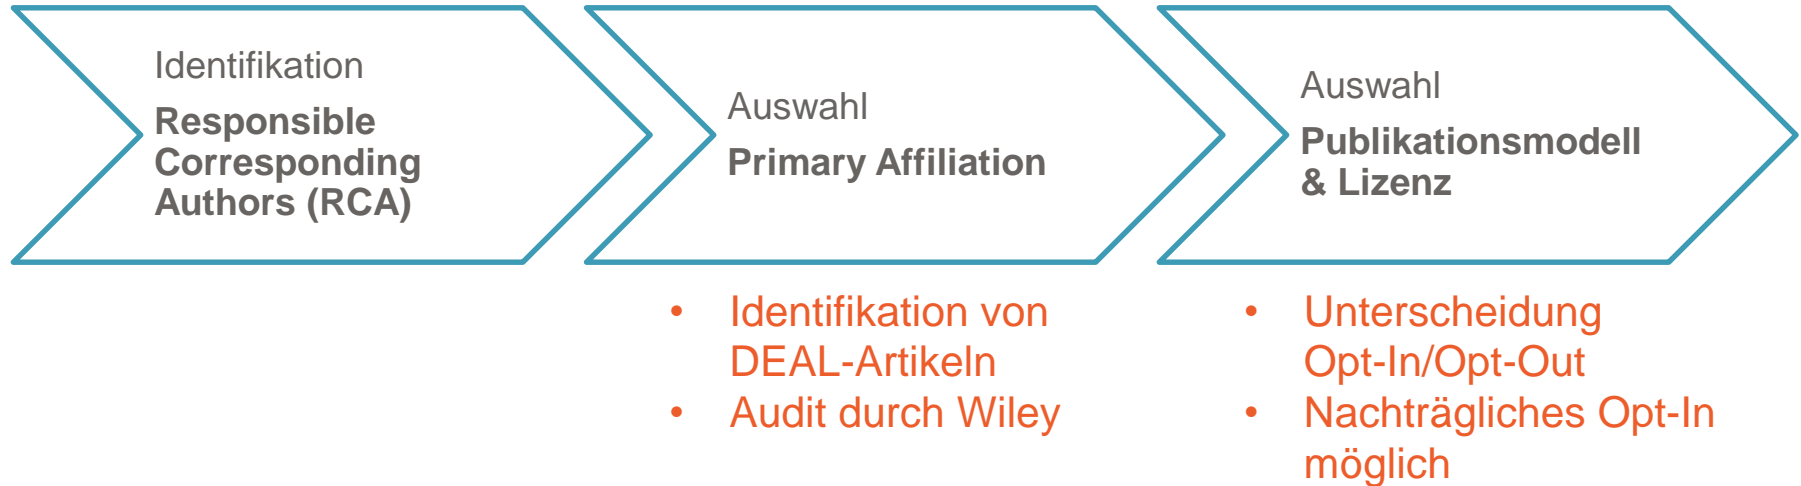 Identifikation
Responsible
Corresponding
Authors (RCA)
Auswahl
Primary Affiliation
• Identifikation von
DEAL-Artikeln
• Audit durch Wiley
Auswahl
Publikationsmodell
& Lizenz
• Unterscheidung
Opt-In/Opt-Out
• Nachträgliches Opt-In
möglich